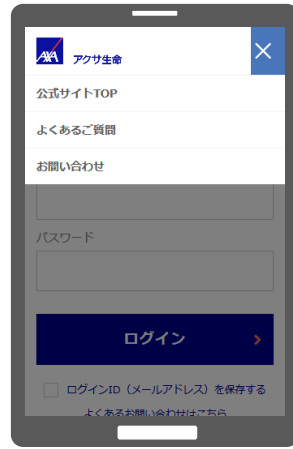 AXA アクサ生命
公式サイトTOP
よくあるご質問
お問い合わせ
パスワード
ログイン
ログインID（メールアドレス）を保存する
よくあるお問い合わせはこちら